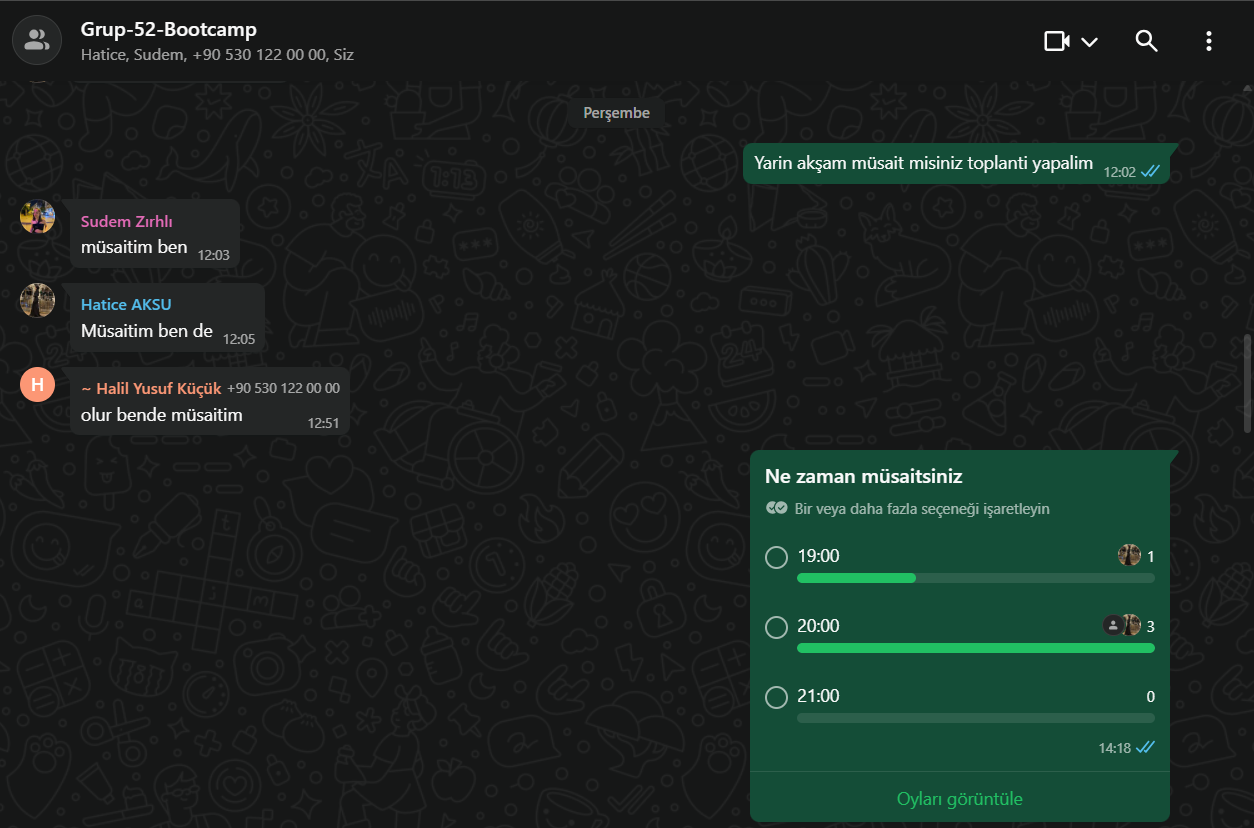 Grup-52-Bootcamp
Hatice, Sudem, +90 530 122 00 00, Siz
Perşembe
Yarin akşam müsait misiniz toplanti yapalim 12:02
Sudem Zırhlı
müsaitim ben 12:03
Hatice AKSU
Müsaitim ben de 12:05
H
~ Halil Yusuf Küçük +90 530 122 00 00
olur bende müsaitim 12:51
Ne zaman müsaitsiniz
Bir veya daha fazla seçeneği işaretleyin
19:00 1
20:00 3
21:00 0
14:18
Oyları görüntüle